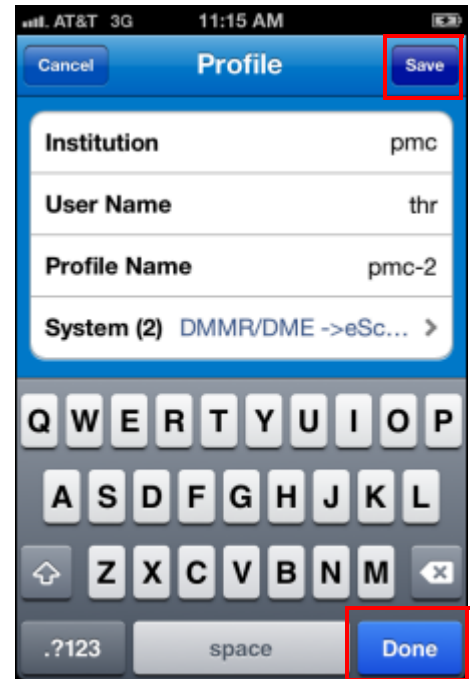 .ıll. AT&T 3G 11:15 AM
Cancel Profile Save
Institution pmc
User Name thr
Profile Name pmc-2
System (2) DMMR/DME ->eSc... >
Q W E R T Y U I O P
A S D F G H J K L
Z X C V B N M
.?123 space Done